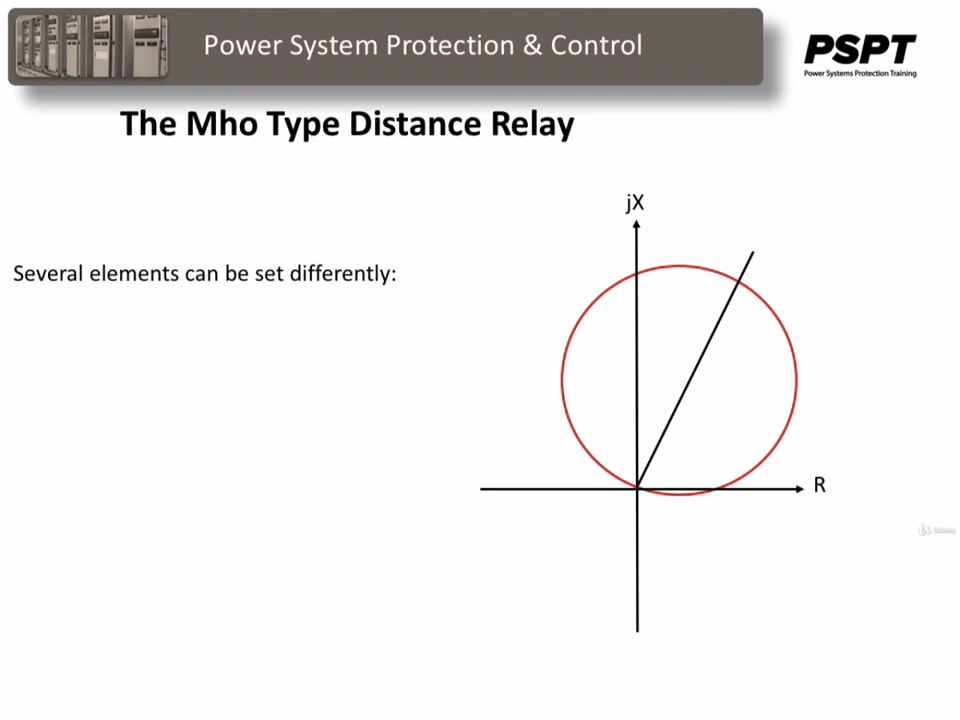 Power System Protection & Control
PSPT
Power Systems Protection Training
The Mho Type Distance Relay
jX
Several elements can be set differently:
R
Udemy